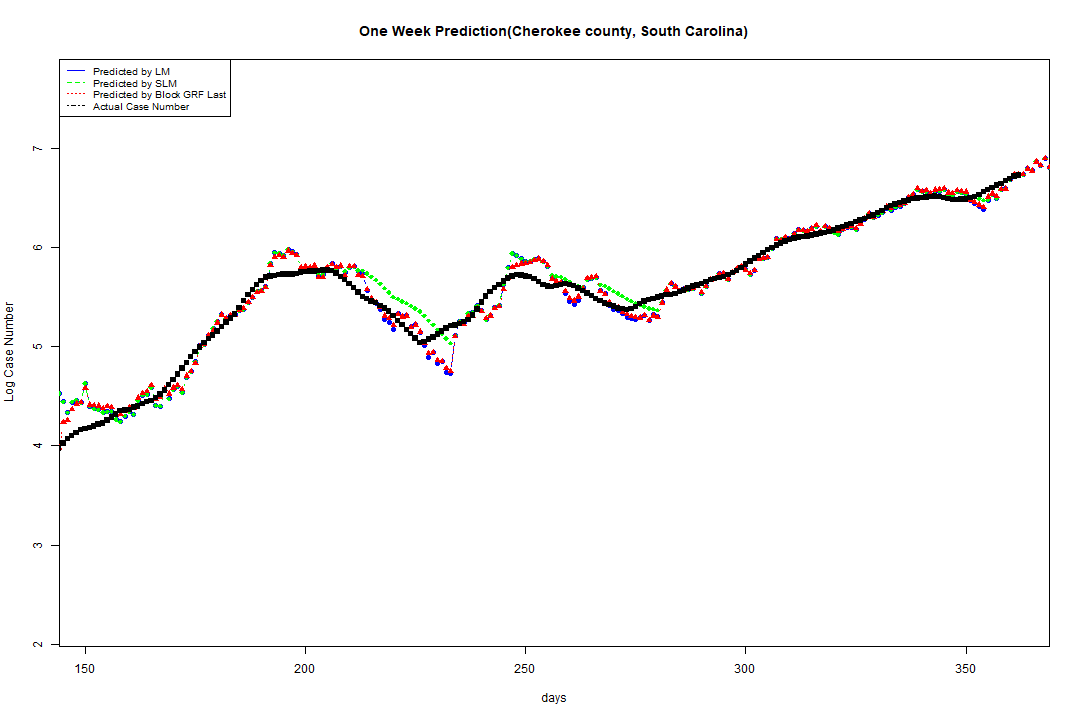 One Week Prediction(Cherokee county, South Carolina)
Predicted by LM
Predicted by SLM
Predicted by Block GRF Last
Actual Case Number
7
6
5
4
3
2
Log Case Number
150 200 250 300 350
days